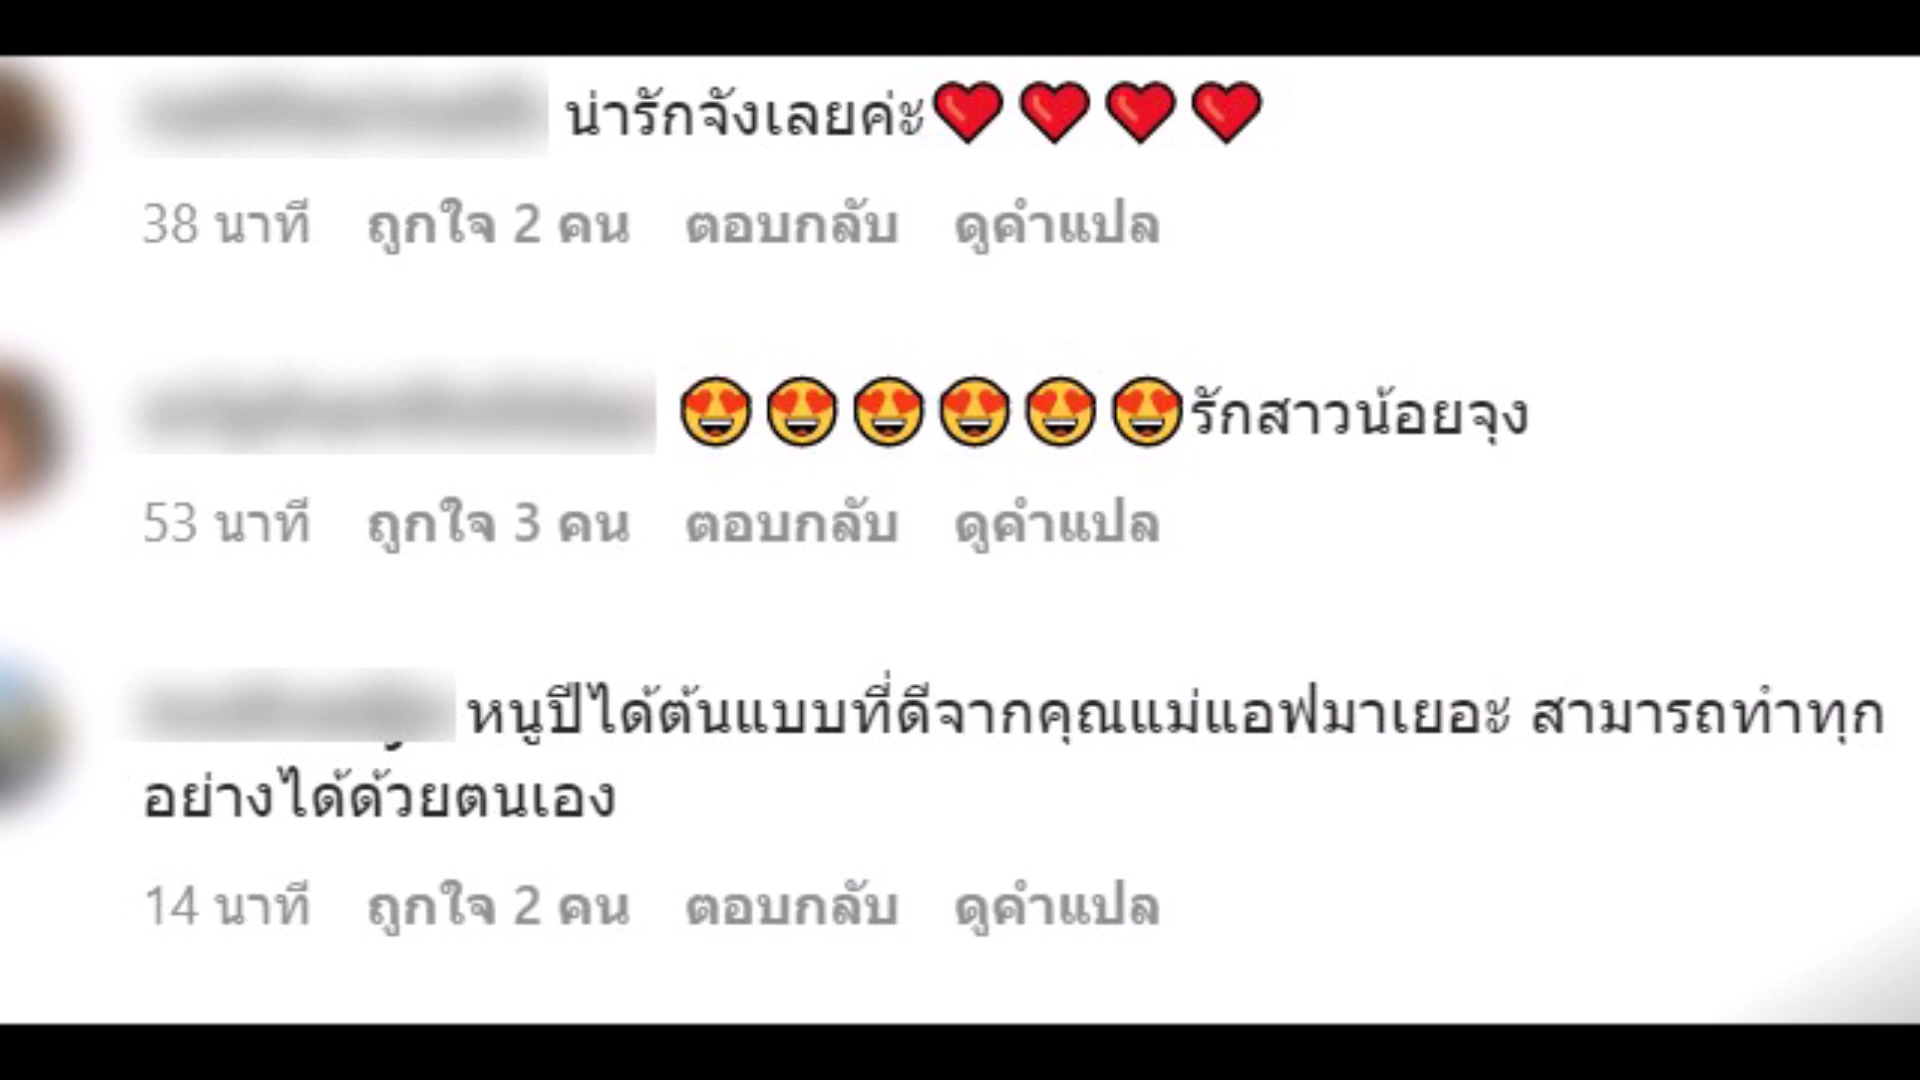 น่ารักจังเลยค่ะ❤️❤️❤️❤️
38 นาที ถูกใจ 2 คน ตอบกลับ ดูคำแปล
😍😍😍😍😍😍รักสาวน้อยจุง
53 นาที ถูกใจ 3 คน ตอบกลับ ดูคำแปล
หนูปีได้ต้นแบบที่ดีจากคุณแม่แอฟมาเยอะ สามารถทำทุก
อย่างได้ด้วยตนเอง
14 นาที ถูกใจ 2 คน ตอบกลับ ดูคำแปล